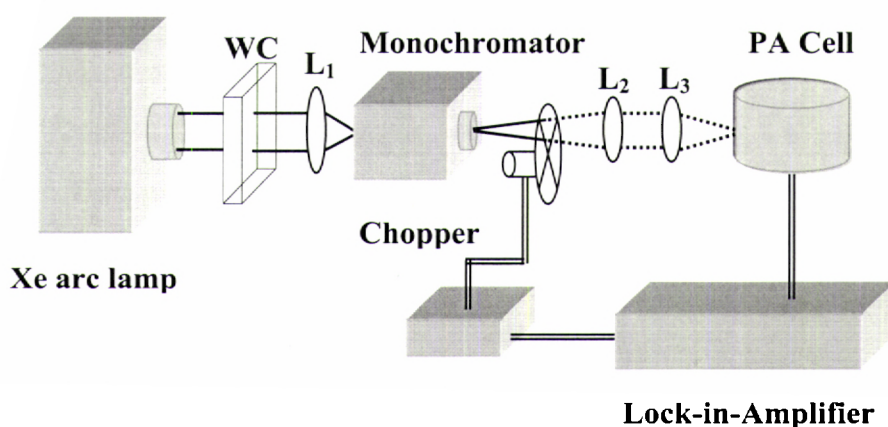 WC
L₁
Monochromator
L₂
L₃
PA Cell
Chopper
Xe arc lamp
Lock-in-Amplifier